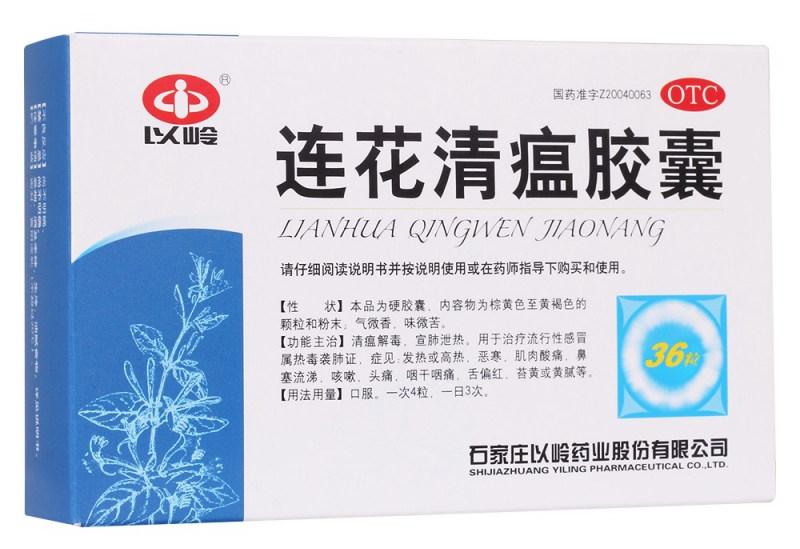 以岭
®
国药准字Z20040063
OTC
连花清瘟胶囊
LIANHUA QINGWEN JIAONANG
请仔细阅读说明书并按说明使用或在药师指导下购买和使用。
【性 状】本品为硬胶囊，内容物为棕黄色至黄褐色的
颗粒和粉末；气微香，味微苦。
【功能主治】清瘟解毒，宣肺泄热。用于治疗流行性感冒
属热毒袭肺证，症见：发热或高热，恶寒，肌肉酸痛，鼻
塞流涕，咳嗽，头痛，咽干咽痛，舌偏红，苔黄或黄腻等。
【用法用量】口服。一次4粒，一日3次。
36粒
石家庄以岭药业股份有限公司
SHIJIAZHUANG YILING PHARMACEUTICAL CO.,LTD.